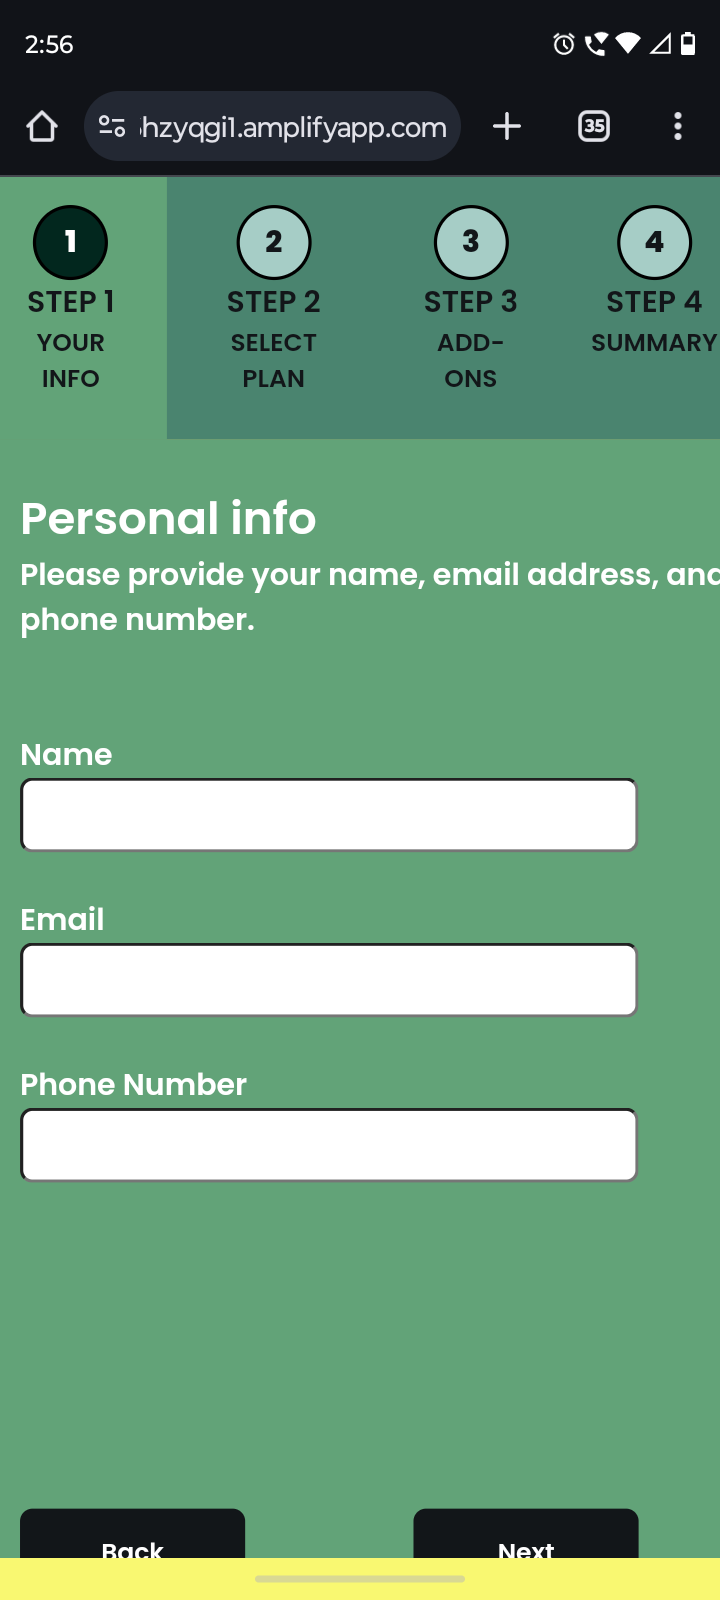 2:56
hzyqgi1.amplifyapp.com
35
1
2
3
4
STEP 1
STEP 2
STEP 3
STEP 4
YOUR
SELECT
ADD-
SUMMARY
INFO
PLAN
ONS
Personal info
Please provide your name, email address, and
phone number.
Name
Email
Phone Number
Back
Next